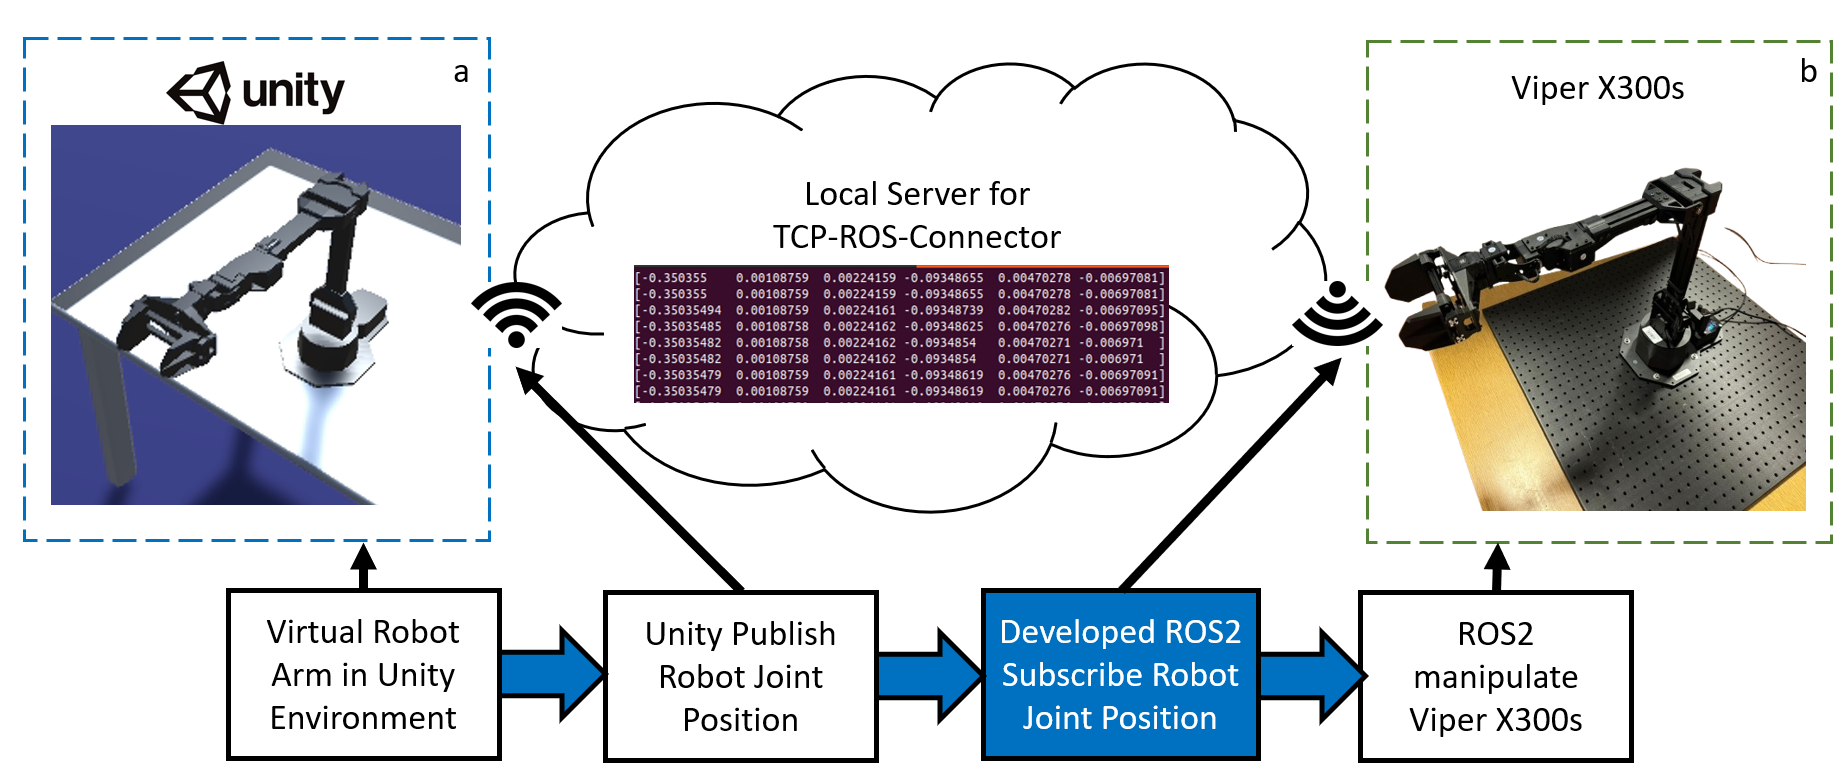 unity
a
Viper X300s
b
Local Server for
TCP-ROS-Connector
[-0.350355 0.00108759 0.00224159 -0.09348655 0.00470278 -0.00697081]
[-0.350355 0.00108759 0.00224159 -0.09348655 0.00470278 -0.00697081]
[-0.35035494 0.00108759 0.00224161 -0.09348739 0.00470282 -0.00697095]
[-0.35035485 0.00108758 0.00224162 -0.09348625 0.00470276 -0.00697098]
[-0.35035482 0.00108758 0.00224162 -0.0934854 0.00470271 -0.006971 ]
[-0.35035482 0.00108758 0.00224162 -0.0934854 0.00470271 -0.006971 ]
[-0.35035479 0.00108759 0.00224161 -0.09348619 0.00470276 -0.00697091]
[-0.35035479 0.00108759 0.00224161 -0.09348619 0.00470276 -0.00697091]
Virtual Robot
Arm in Unity
Environment
Unity Publish
Robot Joint
Position
Developed ROS2
Subscribe Robot
Joint Position
ROS2
manipulate
Viper X300s